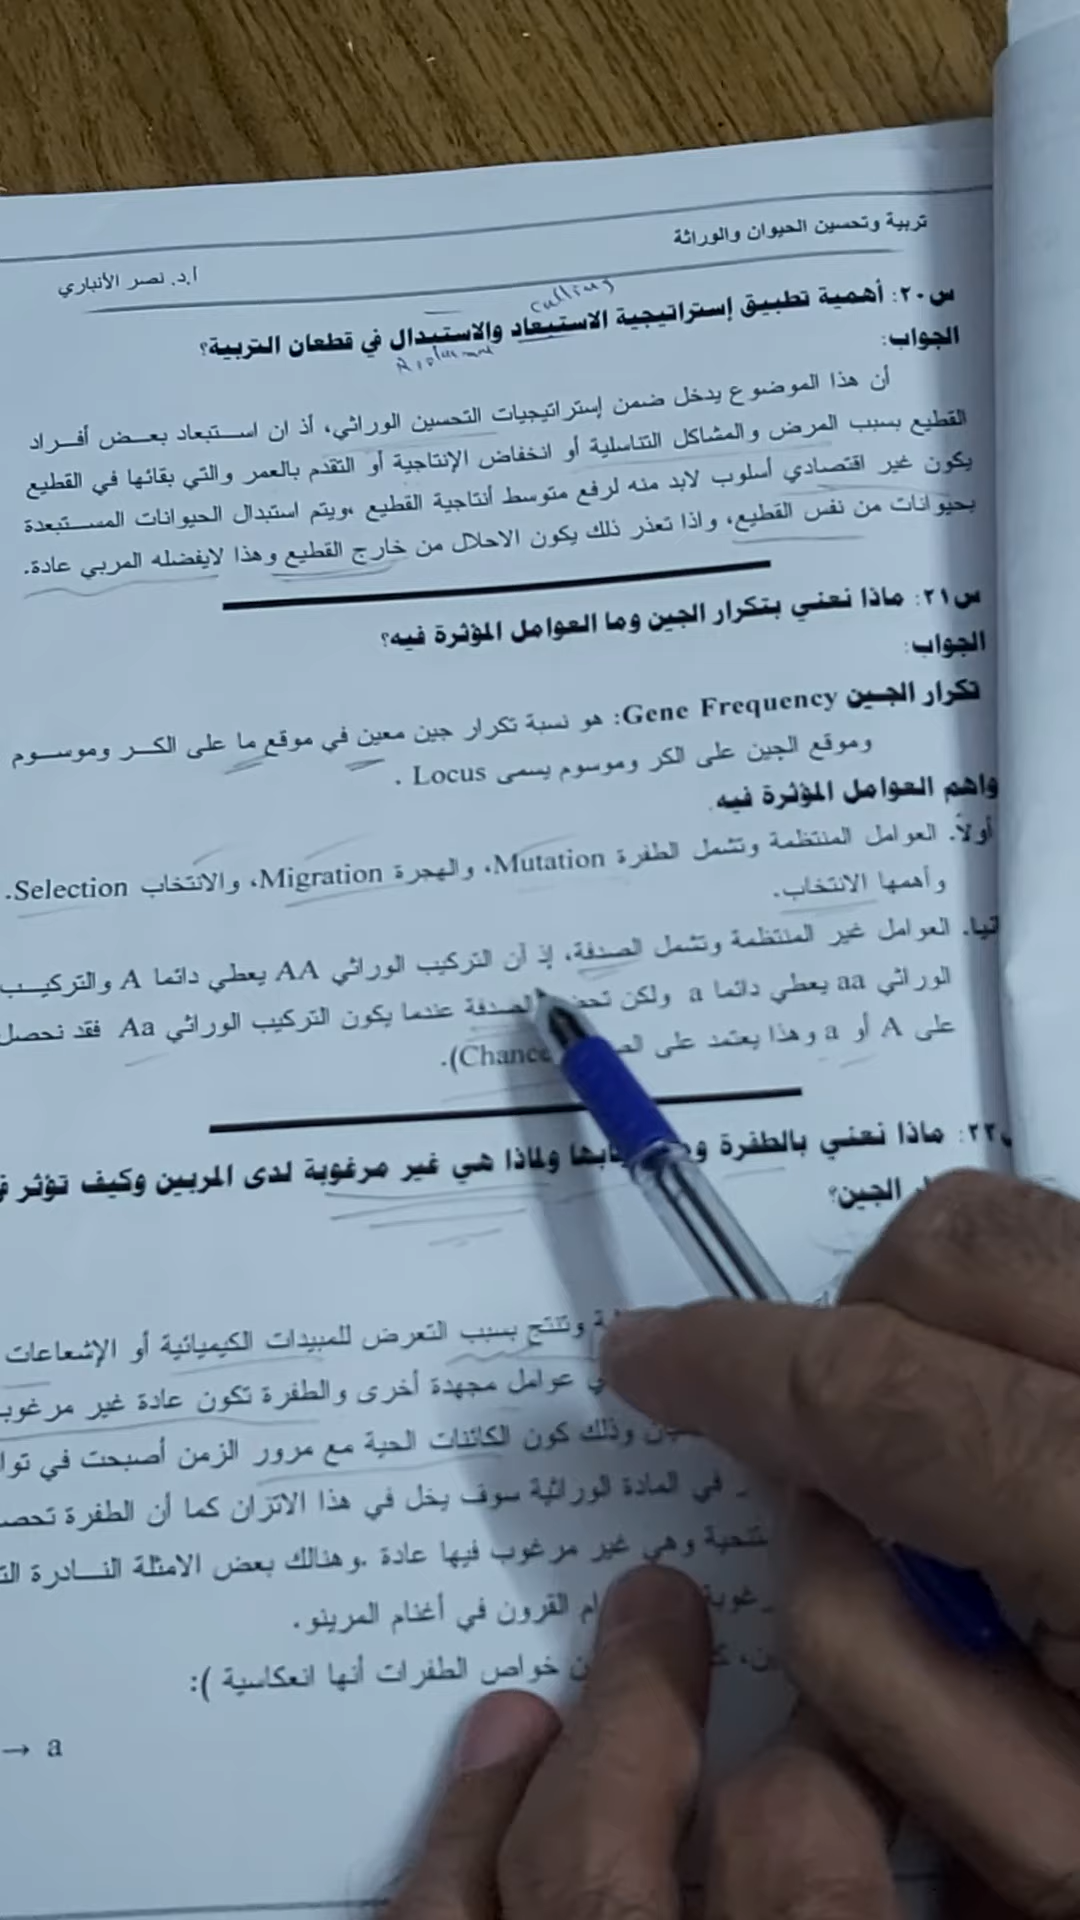 تربية وتحسين الحيوان والوراثة
أ.د. نصر الأنباري
culling
س٢٠: أهمية تطبيق إستراتيجية الاستبعاد والاستبدال في قطعان التربية؟
الجواب:
أن هذا الموضوع يدخل ضمن إستراتيجيات التحسين الوراثي، أذ ان استبعاد بعض أفراد
القطيع بسبب المرض والمشاكل التناسلية أو انخفاض الإنتاجية أو التقدم بالعمر والتي بقائها في القطيع
يكون غير اقتصادي أسلوب لابد منه لرفع متوسط أنتاجية القطيع ،ويتم استبدال الحيوانات المستبعدة
بحيوانات من نفس القطيع، واذا تعذر ذلك يكون الاحلال من خارج القطيع وهذا لايفضله المربي عادة.
س٢١: ماذا نعني بتكرار الجين وما العوامل المؤثرة فيه؟
الجواب:
تكرار الجين Gene Frequency: هو نسبة تكرار جين معين في موقع ما على الكر وموسوم
وموقع الجين على الكر وموسوم يسمى Locus .
واهم العوامل المؤثرة فيه.
أولاً. العوامل المنتظمة وتشمل الطفرة Mutation، والهجرة Migration، والانتخاب Selection.
وأهمها الانتخاب.
العوامل غير المنتظمة وتشمل الصدفة، إذ أن التركيب الوراثي AA يعطي دائما A والتركيب
الوراثي aa يعطي دائما a ولكن الصدفة عندما يكون التركيب الوراثي Aa فقد نحصل
على A أو a وهذا يعتمد على Chance).
٢٢: ماذا نعني بالطفرة ولماذا هي غير مرغوبة لدى المربين وكيف تؤثر
الجين؟
وتنتج بسبب التعرض للمبيدات الكيميائية أو الإشعاعات
عوامل مجهدة أخرى والطفرة تكون عادة غير
وذلك كون الكائنات الحية مع مرور الزمن أصبحت في
في المادة الوراثية سوف يخل في هذا الاتزان كما أن الطفرة
وهي غير مرغوب فيها عادة .وهنالك بعض الامثلة النادرة
القرون في أغنام المرينو.
خواص الطفرات أنها انعكاسية ):
→ a